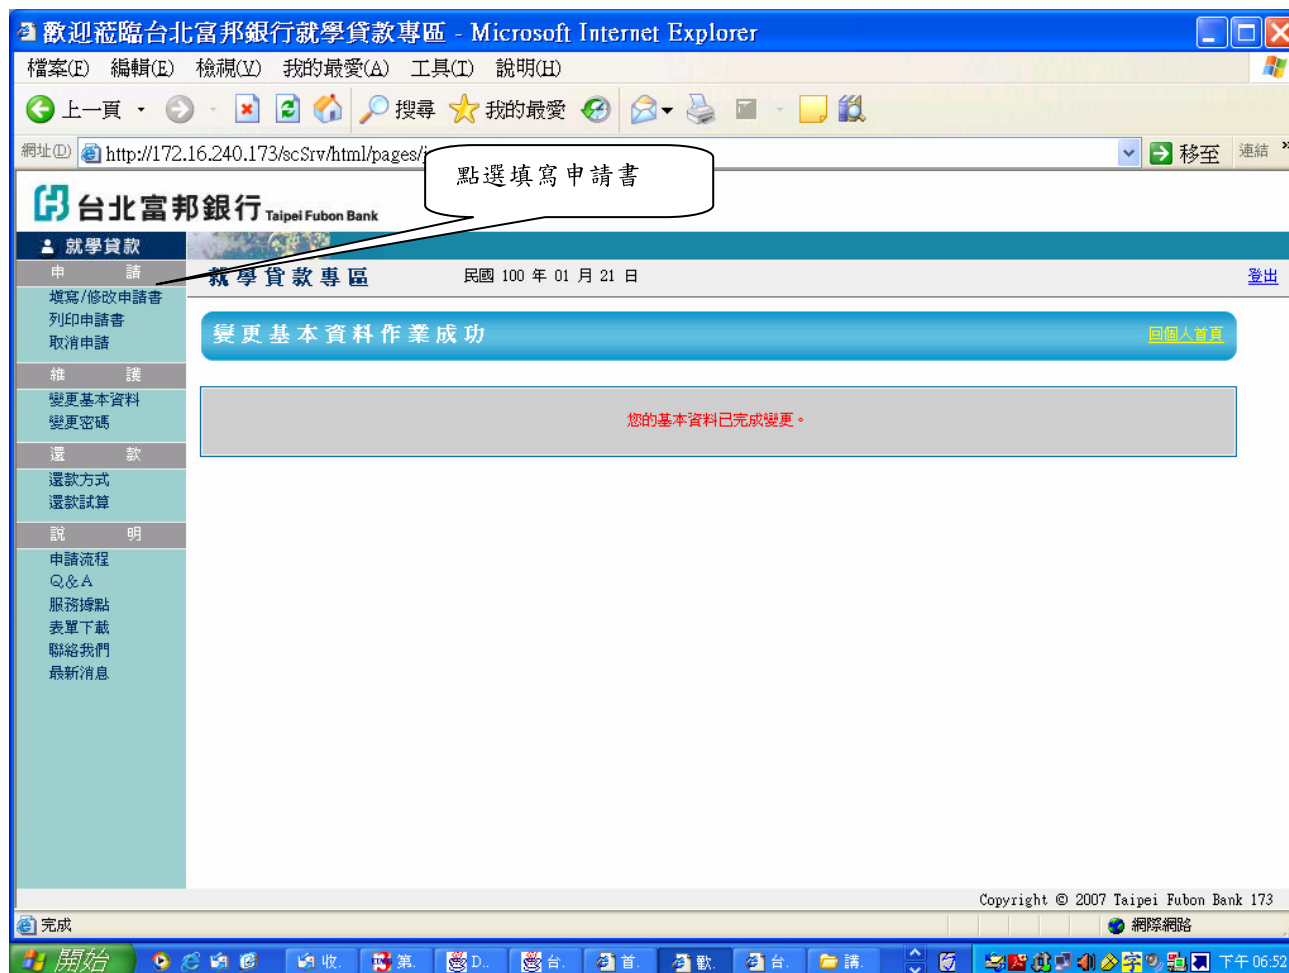 歡迎蒞臨台北富邦銀行就學貸款專區 - Microsoft Internet Explorer
檔案(F) 編輯(E) 檢視(V) 我的最愛(A) 工具(T) 說明(H)
上一頁 搜尋 我的最愛
網址(D) http://172.16.240.173/scSrv/html/pages/ 移至 連結 »
點選填寫申請書
台北富邦銀行 Taipei Fubon Bank
就學貸款
申 請
填寫/修改申請書
列印申請書
取消申請
維 護
變更基本資料
變更密碼
還 款
還款方式
還款試算
說 明
申請流程
Q&A
服務據點
表單下載
聯絡我們
最新消息
就學貸款專區 民國 100 年 01 月 21 日 登出
變更基本資料作業成功 回個人首頁
您的基本資料已完成變更。
Copyright © 2007 Taipei Fubon Bank 173
完成 網際網路
開始 收. 第. D.. 台. 首. 歡. 台. 講. 下午 06:52